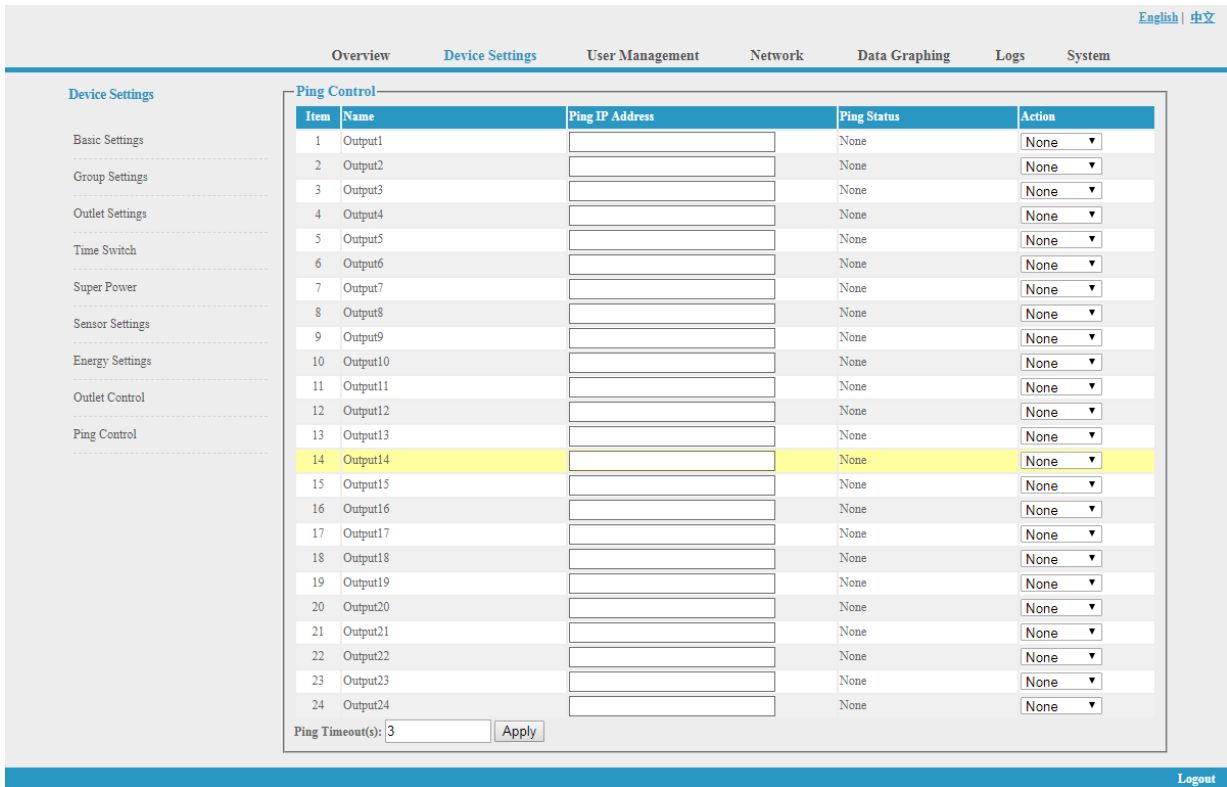 English | 中文
Overview Device Settings User Management Network Data Graphing Logs System
Device Settings
Basic Settings
Group Settings
Outlet Settings
Time Switch
Super Power
Sensor Settings
Energy Settings
Outlet Control
Ping Control
Ping Control
Item Name Ping IP Address Ping Status Action
1 Output1 None None
2 Output2 None None
3 Output3 None None
4 Output4 None None
5 Output5 None None
6 Output6 None None
7 Output7 None None
8 Output8 None None
9 Output9 None None
10 Output10 None None
11 Output11 None None
12 Output12 None None
13 Output13 None None
14 Output14 None None
15 Output15 None None
16 Output16 None None
17 Output17 None None
18 Output18 None None
19 Output19 None None
20 Output20 None None
21 Output21 None None
22 Output22 None None
23 Output23 None None
24 Output24 None None
Ping Timeout(s): 3 Apply
Logout